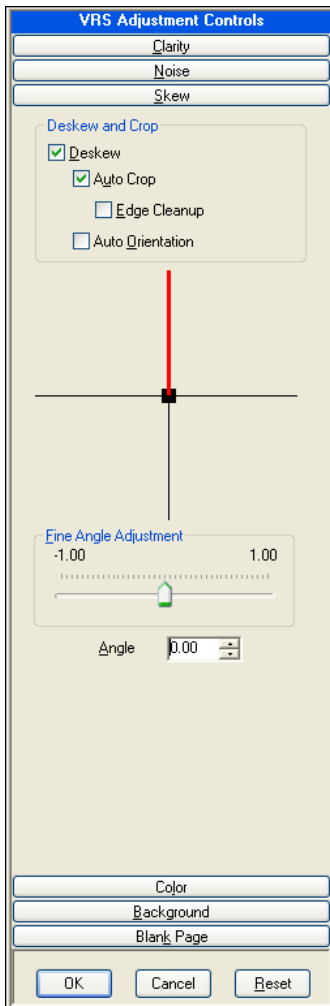 VRS Adjustment Controls
Clarity
Noise
Skew
Deskew and Crop
Deskew
Auto Crop
Edge Cleanup
Auto Orientation
Fine Angle Adjustment
-1.00 1.00
Angle 0.00
Color
Background
Blank Page
OK Cancel Reset